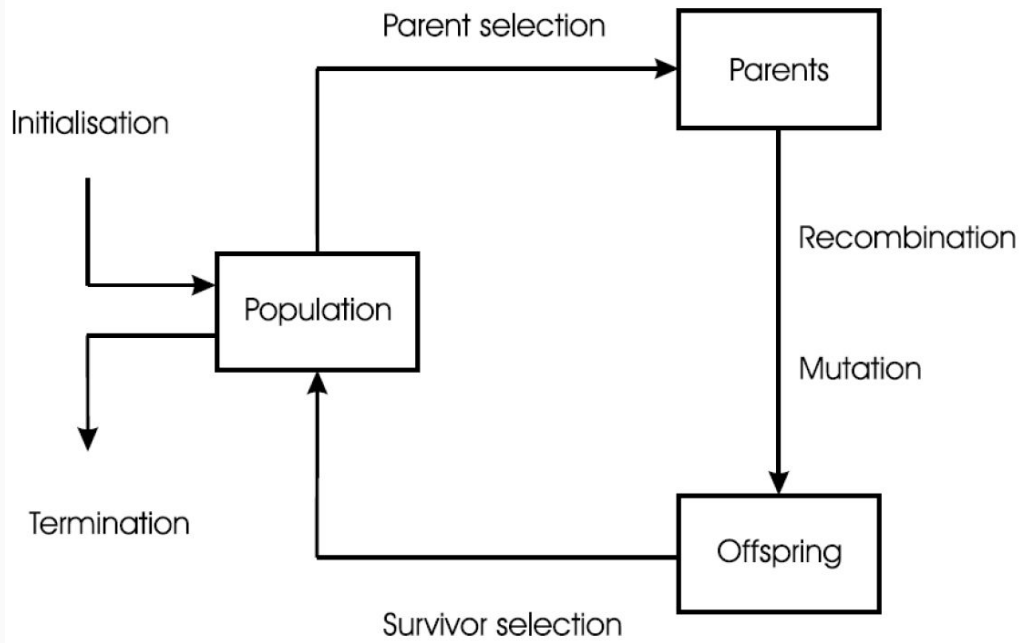 Parent selection
Parents
Initialisation
Recombination
Population
Mutation
Termination
Offspring
Survivor selection